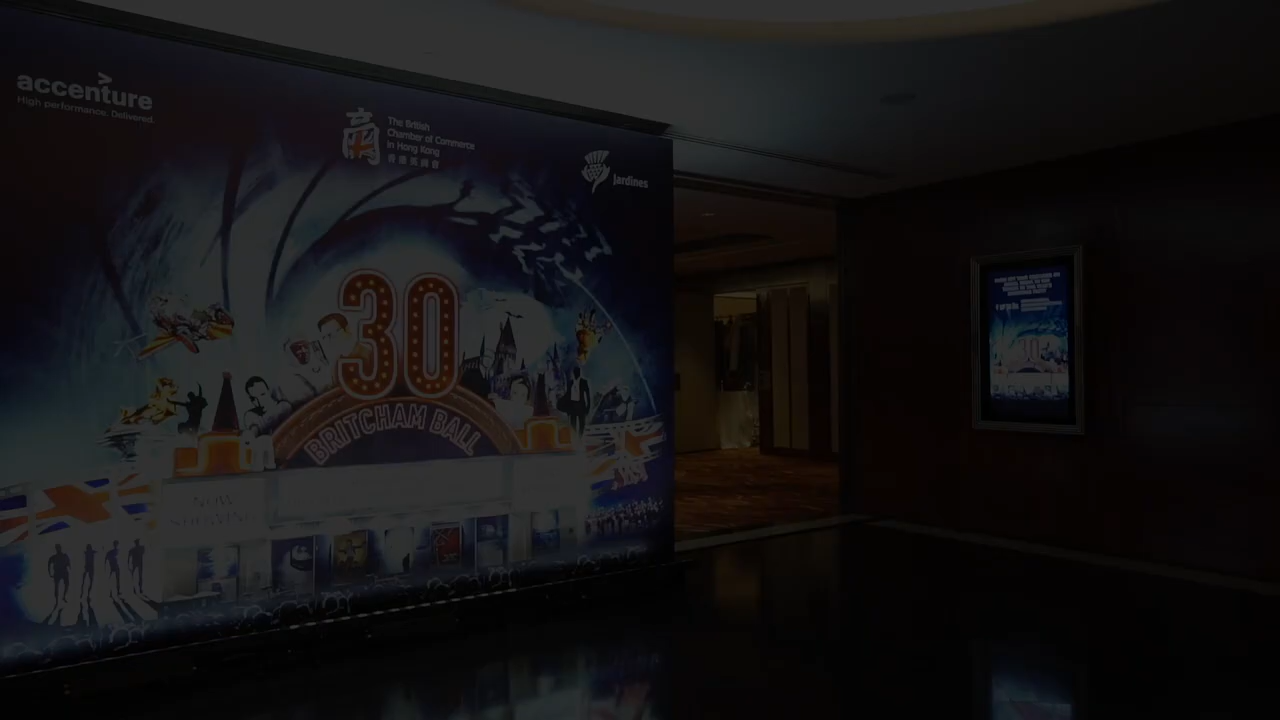 accenture
High performance. Delivered.
The British
Chamber of Commerce
in Hong Kong
香港英商會
Jardines
30
BRITCHAM BALL
NOW
SHOWING
30